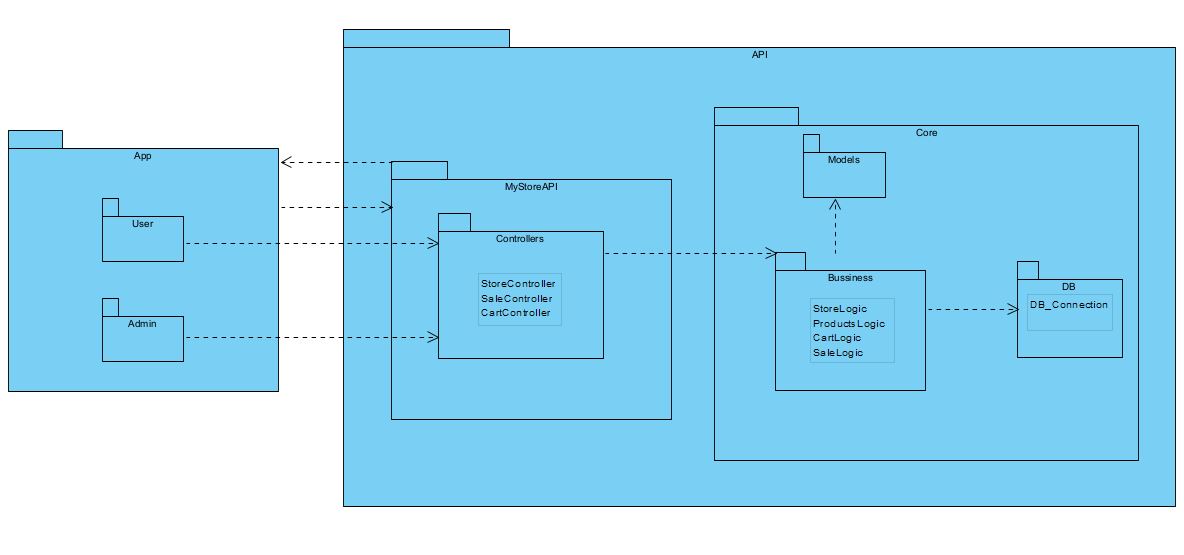 API
App
User
Admin
MyStoreAPI
Controllers
StoreController
SaleController
CartController
Core
Models
Bussiness
StoreLogic
ProductsLogic
CartLogic
SaleLogic
DB
DB_Connection